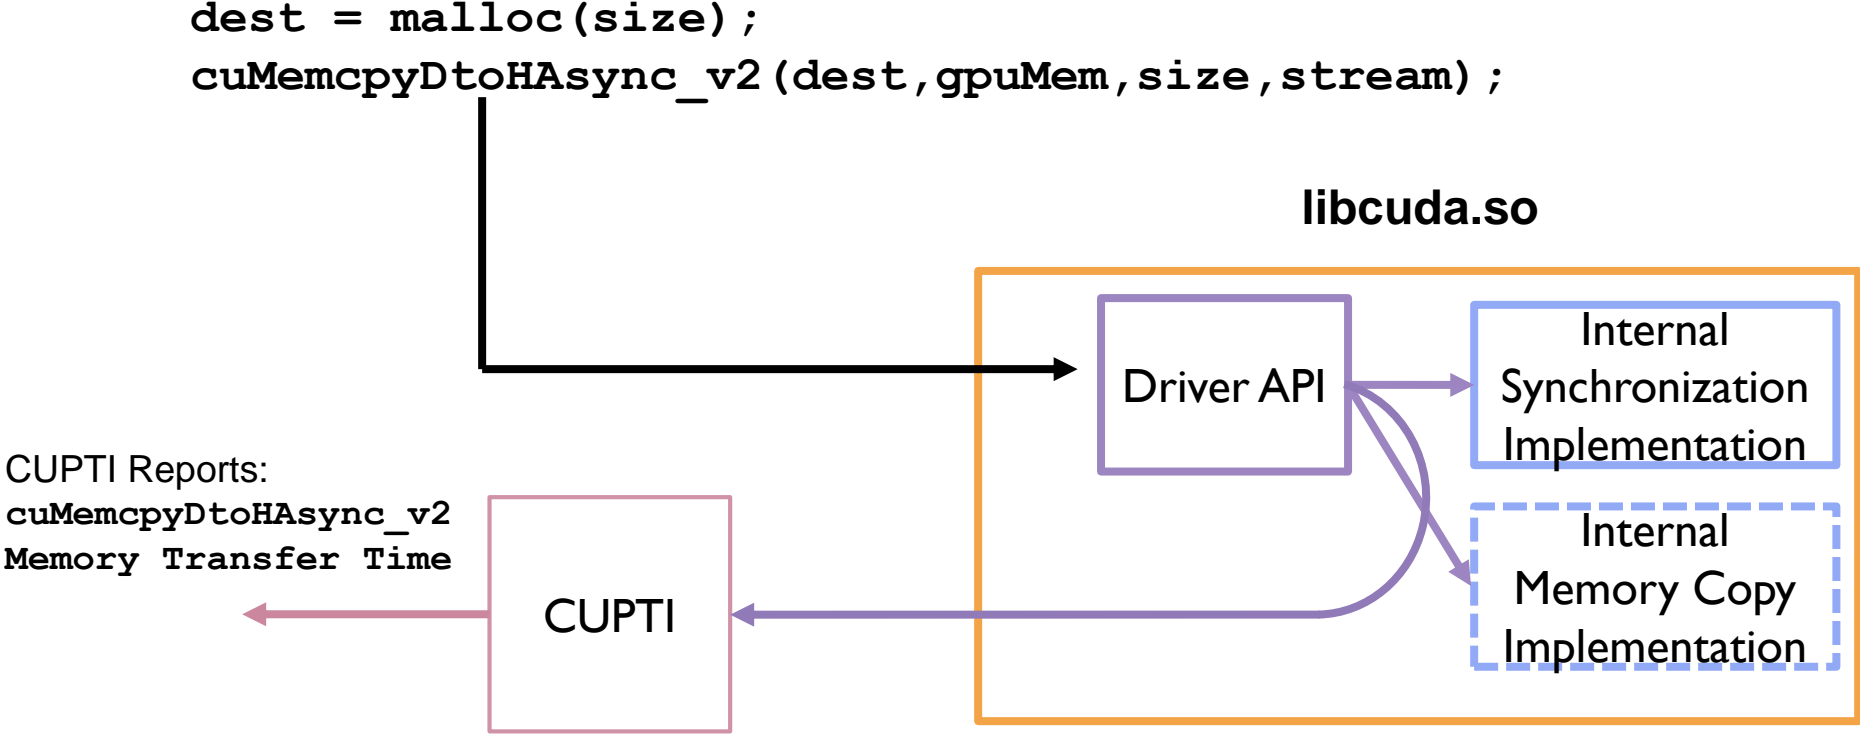 dest = malloc(size);
cuMemcpyDtoHAsync_v2(dest,gpuMem,size,stream);
libcuda.so
Driver API
Internal
Synchronization
Implementation
CUPTI Reports:
cuMemcpyDtoHAsync_v2
Memory Transfer Time
CUPTI
Internal
Memory Copy
Implementation